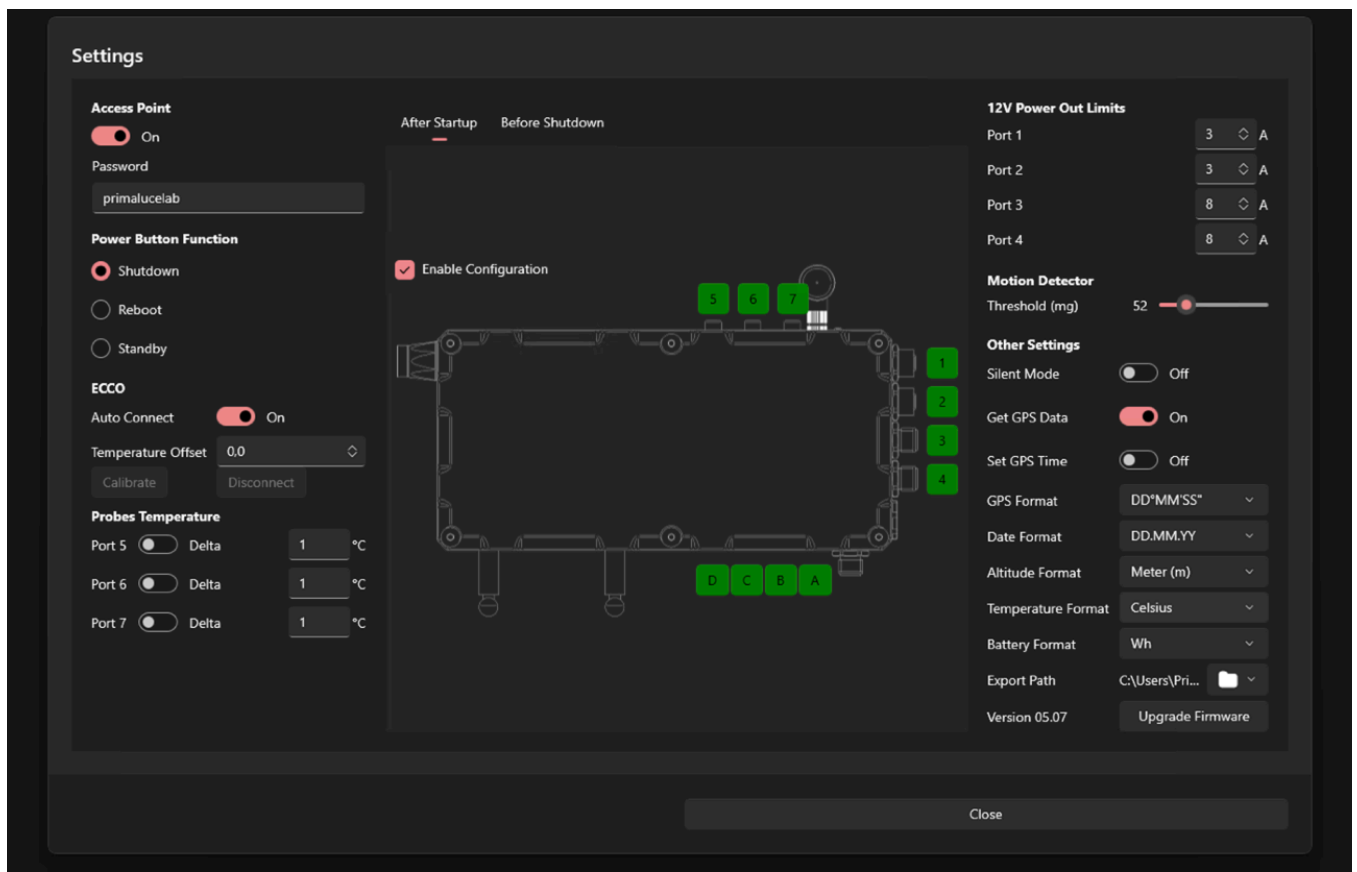 Settings
Access Point
On
Password
primalucelab
Power Button Function
Shutdown
Reboot
Standby
ECCO
Auto Connect On
Temperature Offset 0,0
Calibrate Disconnect
Probes Temperature
Port 5 Delta 1 °C
Port 6 Delta 1 °C
Port 7 Delta 1 °C
After Startup Before Shutdown
Enable Configuration
5 6 7
1
2
3
4
D C B A
12V Power Out Limits
Port 1 3 A
Port 2 3 A
Port 3 8 A
Port 4 8 A
Motion Detector
Threshold (mg) 52
Other Settings
Silent Mode Off
Get GPS Data On
Set GPS Time Off
GPS Format DD°MM'SS"
Date Format DD.MM.YY
Altitude Format Meter (m)
Temperature Format Celsius
Battery Format Wh
Export Path C:\Users\Pri...
Version 05.07 Upgrade Firmware
Close